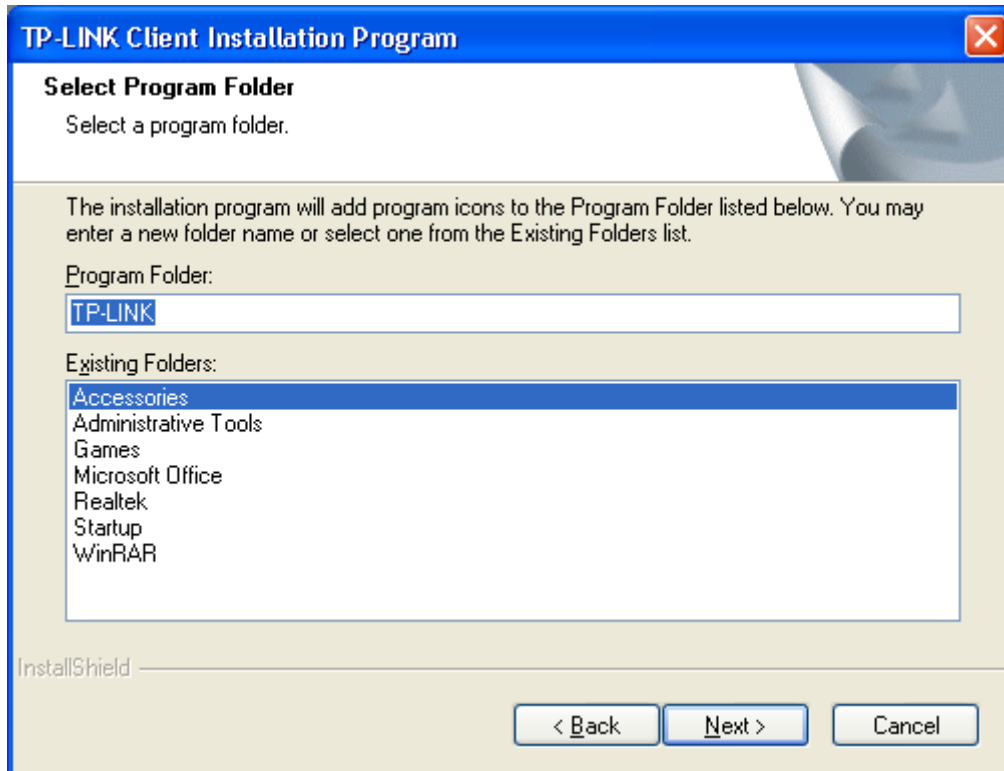 TP-LINK Client Installation Program
Select Program Folder
Select a program folder.
The installation program will add program icons to the Program Folder listed below. You may
enter a new folder name or select one from the Existing Folders list.
Program Folder:
TP-LINK
Existing Folders:
Accessories
Administrative Tools
Games
Microsoft Office
Realtek
Startup
WinRAR
InstallShield
< Back
Next >
Cancel